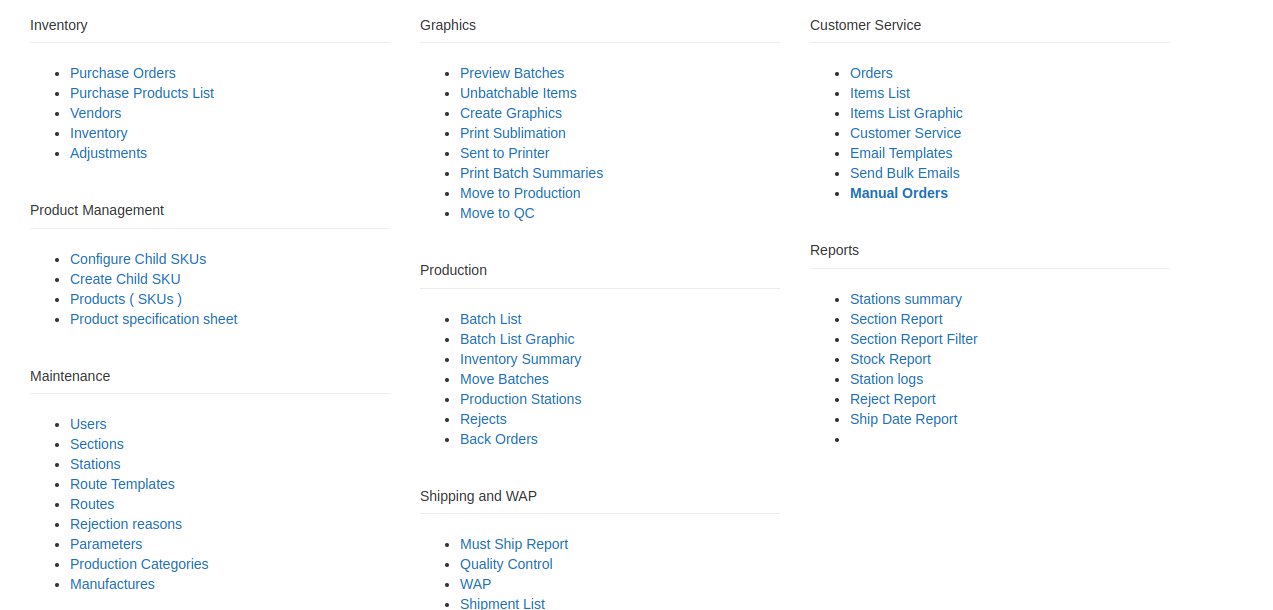 Inventory
Purchase Orders
Purchase Products List
Vendors
Inventory
Adjustments
Product Management
Configure Child SKUs
Create Child SKU
Products ( SKUs )
Product specification sheet
Maintenance
Users
Sections
Stations
Route Templates
Routes
Rejection reasons
Parameters
Production Categories
Manufactures
Graphics
Preview Batches
Unbatchable Items
Create Graphics
Print Sublimation
Sent to Printer
Print Batch Summaries
Move to Production
Move to QC
Production
Batch List
Batch List Graphic
Inventory Summary
Move Batches
Production Stations
Rejects
Back Orders
Shipping and WAP
Must Ship Report
Quality Control
WAP
Shipment List
Customer Service
Orders
Items List
Items List Graphic
Customer Service
Email Templates
Send Bulk Emails
Manual Orders
Reports
Stations summary
Section Report
Section Report Filter
Stock Report
Station logs
Reject Report
Ship Date Report